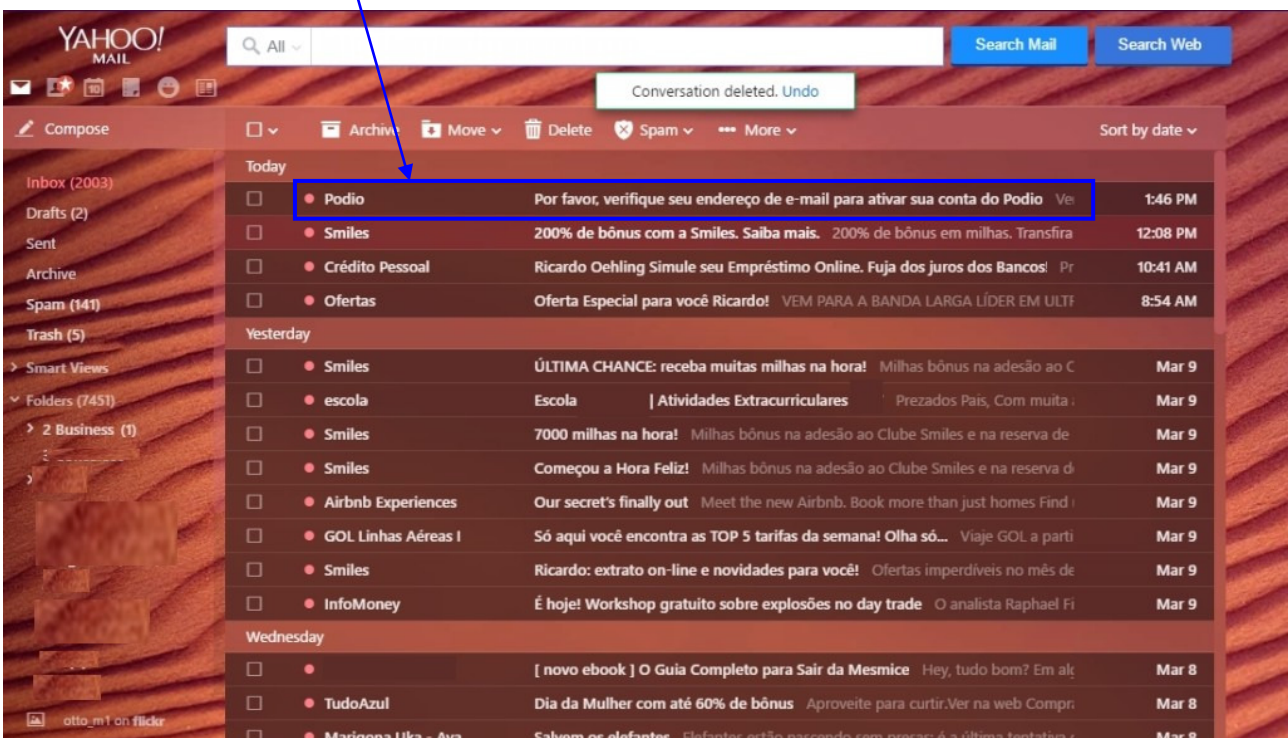 YAHOO!
MAIL
All
Search Mail
Search Web
10
Conversation deleted. Undo
Compose
Archive
Move
Delete
Spam
More
Sort by date
Inbox (2003)
Drafts (2)
Sent
Archive
Spam (141)
Trash (5)
Smart Views
Folders (7451)
2 Business (1)
otto_m1 on flickr
Today
Podio Por favor, verifique seu endereço de e-mail para ativar sua conta do Podio 1:46 PM
Smiles 200% de bônus com a Smiles. Saiba mais. 200% de bônus em milhas. Transfira 12:08 PM
Crédito Pessoal Ricardo Oehling Simule seu Empréstimo Online. Fuja dos juros dos Bancos! Pr 10:41 AM
Ofertas Oferta Especial para você Ricardo! VEM PARA A BANDA LARGA LÍDER EM 8:54 AM
Yesterday
Smiles ÚLTIMA CHANCE: receba muitas milhas na hora! Milhas bônus na adesão ao C Mar 9
escola Escola | Atividades Extracurriculares Prezados Pais, Com muita Mar 9
Smiles 7000 milhas na hora! Milhas bônus na adesão ao Clube Smiles e na reserva de Mar 9
Smiles Começou a Hora Feliz! Milhas bônus na adesão ao Clube Smiles e na reserva d Mar 9
Airbnb Experiences Our secret's finally out Meet the new Airbnb. Book more than just homes Find Mar 9
GOL Linhas Aéreas I Só aqui você encontra as TOP 5 tarifas da semana! Olha só... Viaje GOL a parti Mar 9
Smiles Ricardo: extrato on-line e novidades para você! Ofertas imperdíveis no mês de Mar 9
InfoMoney É hoje! Workshop gratuito sobre explosões no day trade O analista Raphael Fi Mar 9
Wednesday
[ novo ebook ] O Guia Completo para Sair da Mesmice Hey, tudo bom? Em alg Mar 8
TudoAzul Dia da Mulher com até 60% de bônus Aproveite para curtir.Ver na web Compr Mar 8
Salvem os elefantes Mar 8